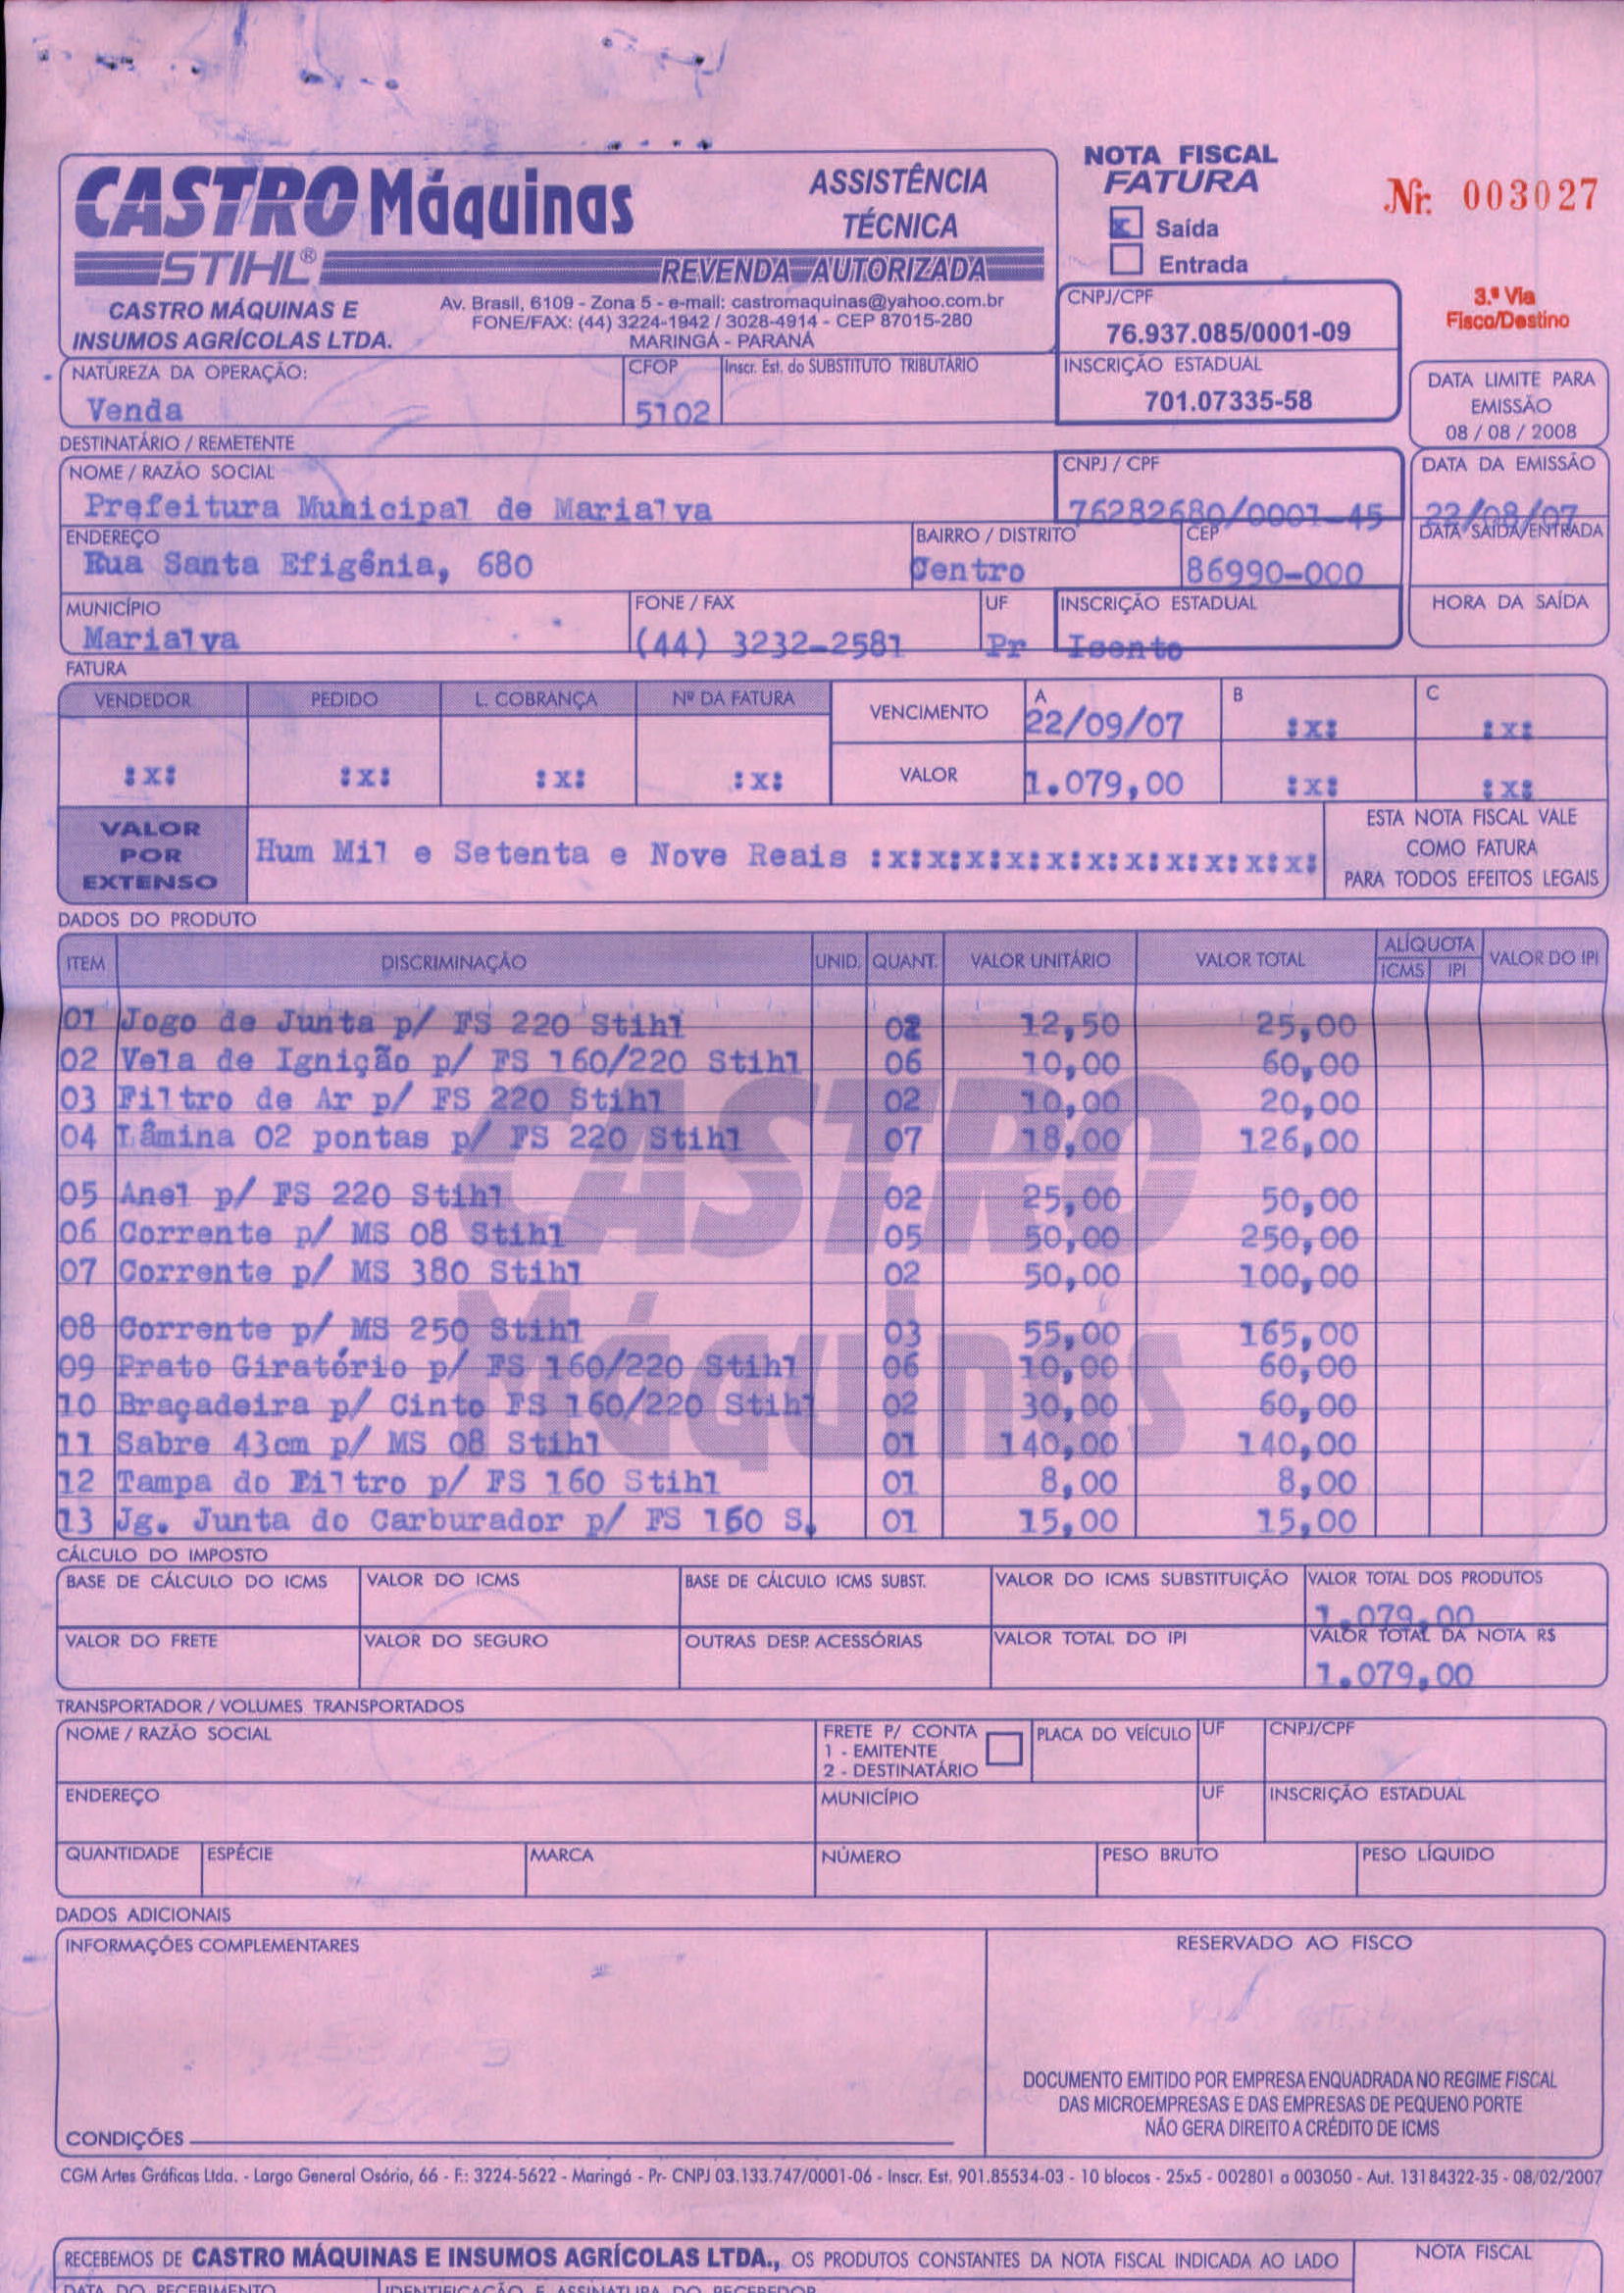 CASTRO Máquinas
ASSISTÊNCIA
TÉCNICA
STIHL®
REVENDA AUTORIZADA
CASTRO MÁQUINAS E
INSUMOS AGRÍCOLAS LTDA.
Av. Brasil, 6109 - Zona 5 - e-mail: castromaquinas@yahoo.com.br
FONE/FAX: (44) 3224-1942 / 3028-4914 - CEP 87015-280
MARINGÁ - PARANÁ
NOTA FISCAL
FATURA
x Saída
Entrada
Nr. 003027
3.ª Via
Fisco/Destino
CNPJ/CPF
76.937.085/0001-09
INSCRIÇÃO ESTADUAL
701.07335-58
DATA LIMITE PARA
EMISSÃO
08 / 08 / 2008
NATUREZA DA OPERAÇÃO: CFOP Inscr. Est. do SUBSTITUTO TRIBUTÁRIO
Venda 5102
DESTINATÁRIO / REMETENTE
NOME / RAZÃO SOCIAL CNPJ / CPF DATA DA EMISSÃO
Prefeitura Municipal de Marialva 76282680/0001-45 22/08/07
ENDEREÇO BAIRRO / DISTRITO CEP DATA SAÍDA/ENTRADA
Rua Santa Efigênia, 680 Centro 86990-000
MUNICÍPIO FONE / FAX UF INSCRIÇÃO ESTADUAL HORA DA SAÍDA
Marialva (44) 3232-2581 Pr Isento
FATURA
VENDEDOR PEDIDO L. COBRANÇA Nº DA FATURA VENCIMENTO A 22/09/07 B :x: C :x:
:x: :x: :x: :x: VALOR 1.079,00 :x: :x:
VALOR
POR
EXTENSO
Hum Mil e Setenta e Nove Reais :x:x:x:x:x:x:x:x:x:x:x:
ESTA NOTA FISCAL VALE
COMO FATURA
PARA TODOS EFEITOS LEGAIS
DADOS DO PRODUTO
ITEM DISCRIMINAÇÃO UNID. QUANT. VALOR UNITÁRIO VALOR TOTAL ALÍQUOTA ICMS IPI VALOR DO IPI
01 Jogo de Junta p/ FS 220 Stihl 02 12,50 25,00
02 Vela de Ignição p/ FS 160/220 Stihl 06 10,00 60,00
03 Filtro de Ar p/ FS 220 Stihl 02 10,00 20,00
04 Lâmina 02 pontas p/ FS 220 Stihl 07 18,00 126,00
05 Anel p/ FS 220 Stihl 02 25,00 50,00
06 Corrente p/ MS 08 Stihl 05 50,00 250,00
07 Corrente p/ MS 380 Stihl 02 50,00 100,00
08 Corrente p/ MS 250 Stihl 03 55,00 165,00
09 Prato Giratório p/ FS 160/220 Stihl 06 10,00 60,00
10 Braçadeira p/ Cinto FS 160/220 Stihl 02 30,00 60,00
11 Sabre 43cm p/ MS 08 Stihl 01 140,00 140,00
12 Tampa do Filtro p/ FS 160 Stihl 01 8,00 8,00
13 Jg. Junta do Carburador p/ FS 160 S. 01 15,00 15,00
CASTRO
Máquinas
CÁLCULO DO IMPOSTO
BASE DE CÁLCULO DO ICMS VALOR DO ICMS BASE DE CÁLCULO ICMS SUBST. VALOR DO ICMS SUBSTITUIÇÃO VALOR TOTAL DOS PRODUTOS
1.079,00
VALOR DO FRETE VALOR DO SEGURO OUTRAS DESP. ACESSÓRIAS VALOR TOTAL DO IPI VALOR TOTAL DA NOTA R$
1.079,00
TRANSPORTADOR / VOLUMES TRANSPORTADOS
NOME / RAZÃO SOCIAL FRETE P/ CONTA PLACA DO VEÍCULO UF CNPJ/CPF
1 - EMITENTE
2 - DESTINATÁRIO
ENDEREÇO MUNICÍPIO UF INSCRIÇÃO ESTADUAL
QUANTIDADE ESPÉCIE MARCA NÚMERO PESO BRUTO PESO LÍQUIDO
DADOS ADICIONAIS
INFORMAÇÕES COMPLEMENTARES RESERVADO AO FISCO
DOCUMENTO EMITIDO POR EMPRESA ENQUADRADA NO REGIME FISCAL
DAS MICROEMPRESAS E DAS EMPRESAS DE PEQUENO PORTE
NÃO GERA DIREITO A CRÉDITO DE ICMS
CONDIÇÕES
CGM Artes Gráficas Ltda. - Largo General Osório, 66 - F.: 3224-5622 - Maringá - Pr- CNPJ 03.133.747/0001-06 - Inscr. Est. 901.85534-03 - 10 blocos - 25x5 - 002801 a 003050 - Aut. 13184322-35 - 08/02/2007
RECEBEMOS DE CASTRO MÁQUINAS E INSUMOS AGRÍCOLAS LTDA., OS PRODUTOS CONSTANTES DA NOTA FISCAL INDICADA AO LADO NOTA FISCAL
DATA DO RECEBIMENTO IDENTIFICAÇÃO E ASSINATURA DO RECEBEDOR